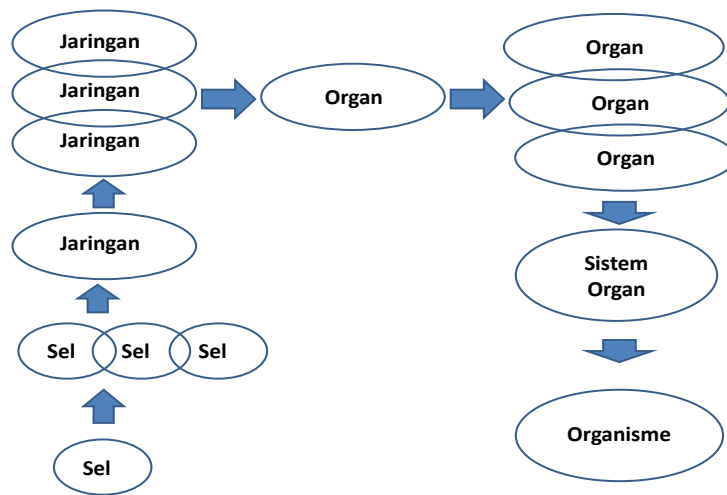 Jaringan
Jaringan
Jaringan
Organ
Organ
Organ
Organ
Jaringan
Sistem
Organ
Sel Sel Sel
Organisme
Sel